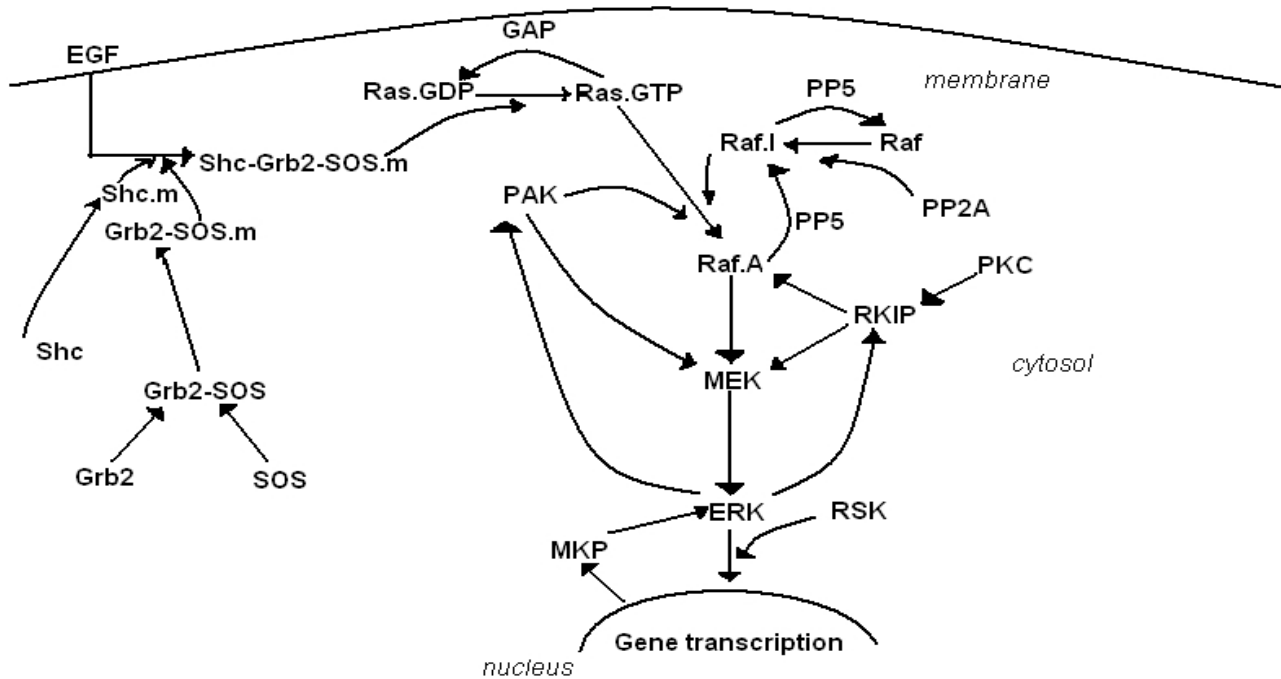 GAP
EGF
membrane
PP5
Ras.GDP
Ras.GTP
Raf.I
Raf
Shc-Grb2-SOS.m
Shc.m
PAK
PP2A
Grb2-SOS.m
PP5
Raf.A
PKC
RKIP
Shc
cytosol
MEK
Grb2-SOS
Grb2
SOS
ERK
RSK
MKP
Gene transcription
nucleus